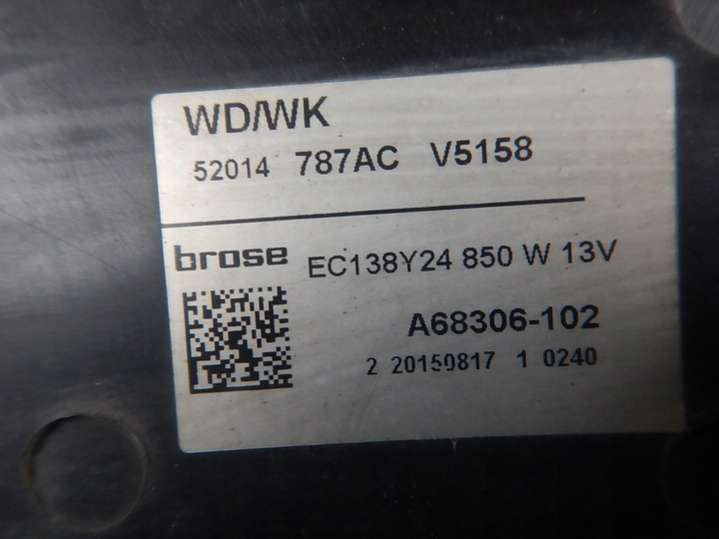 WD/WK
52014 787AC V5158
brose EC138Y24 850 W 13V
A68306-102
2 20150817 1 0240